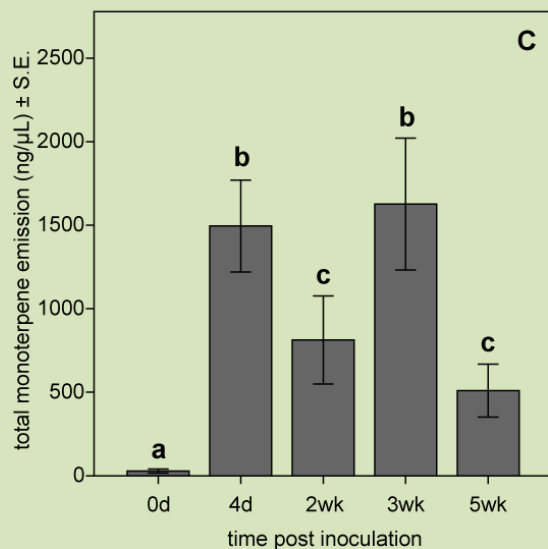 C
total monoterpene emission (ng/µL) ± S.E.
2500
2000
1500
1000
500
0
a
b
c
b
c
0d 4d 2wk 3wk 5wk
time post inoculation